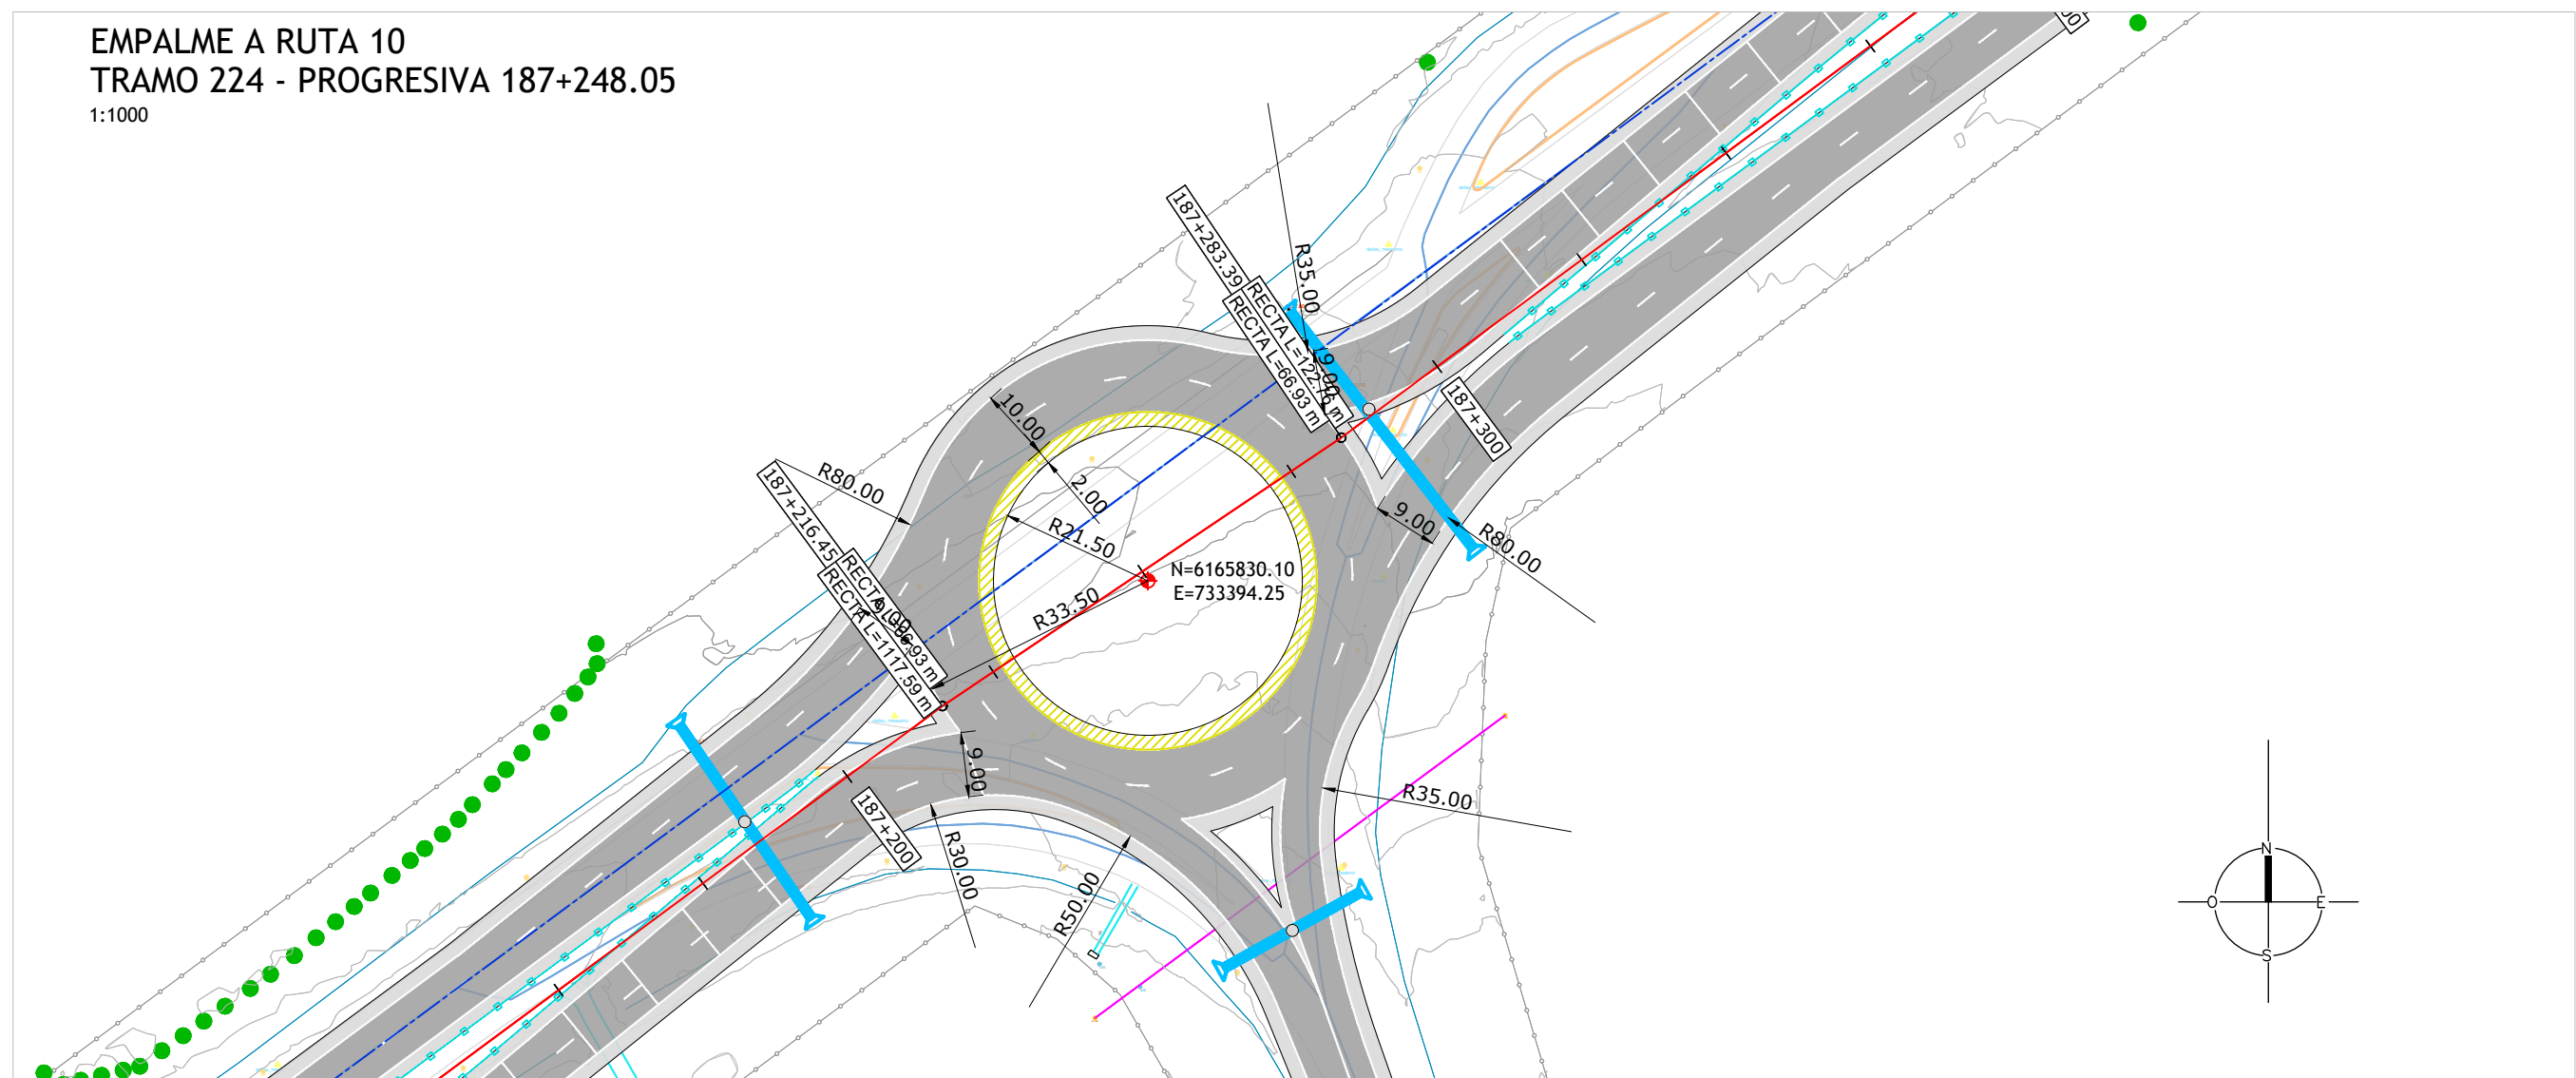 EMPALME A RUTA 10
TRAMO 224 - PROGRESIVA 187+248.05
1:1000
187+283.39
RECTA L=66.93 m
R35.00
9.00
187+300
10.00
2.00
R21.50
R33.50
N=6165830.10
E=733394.25
R80.00
187+216.45
RECTA L=1117.59 m
9.00
R80.00
9.00
187+200
R30.00
R50.00
R35.00
N
O
E
S